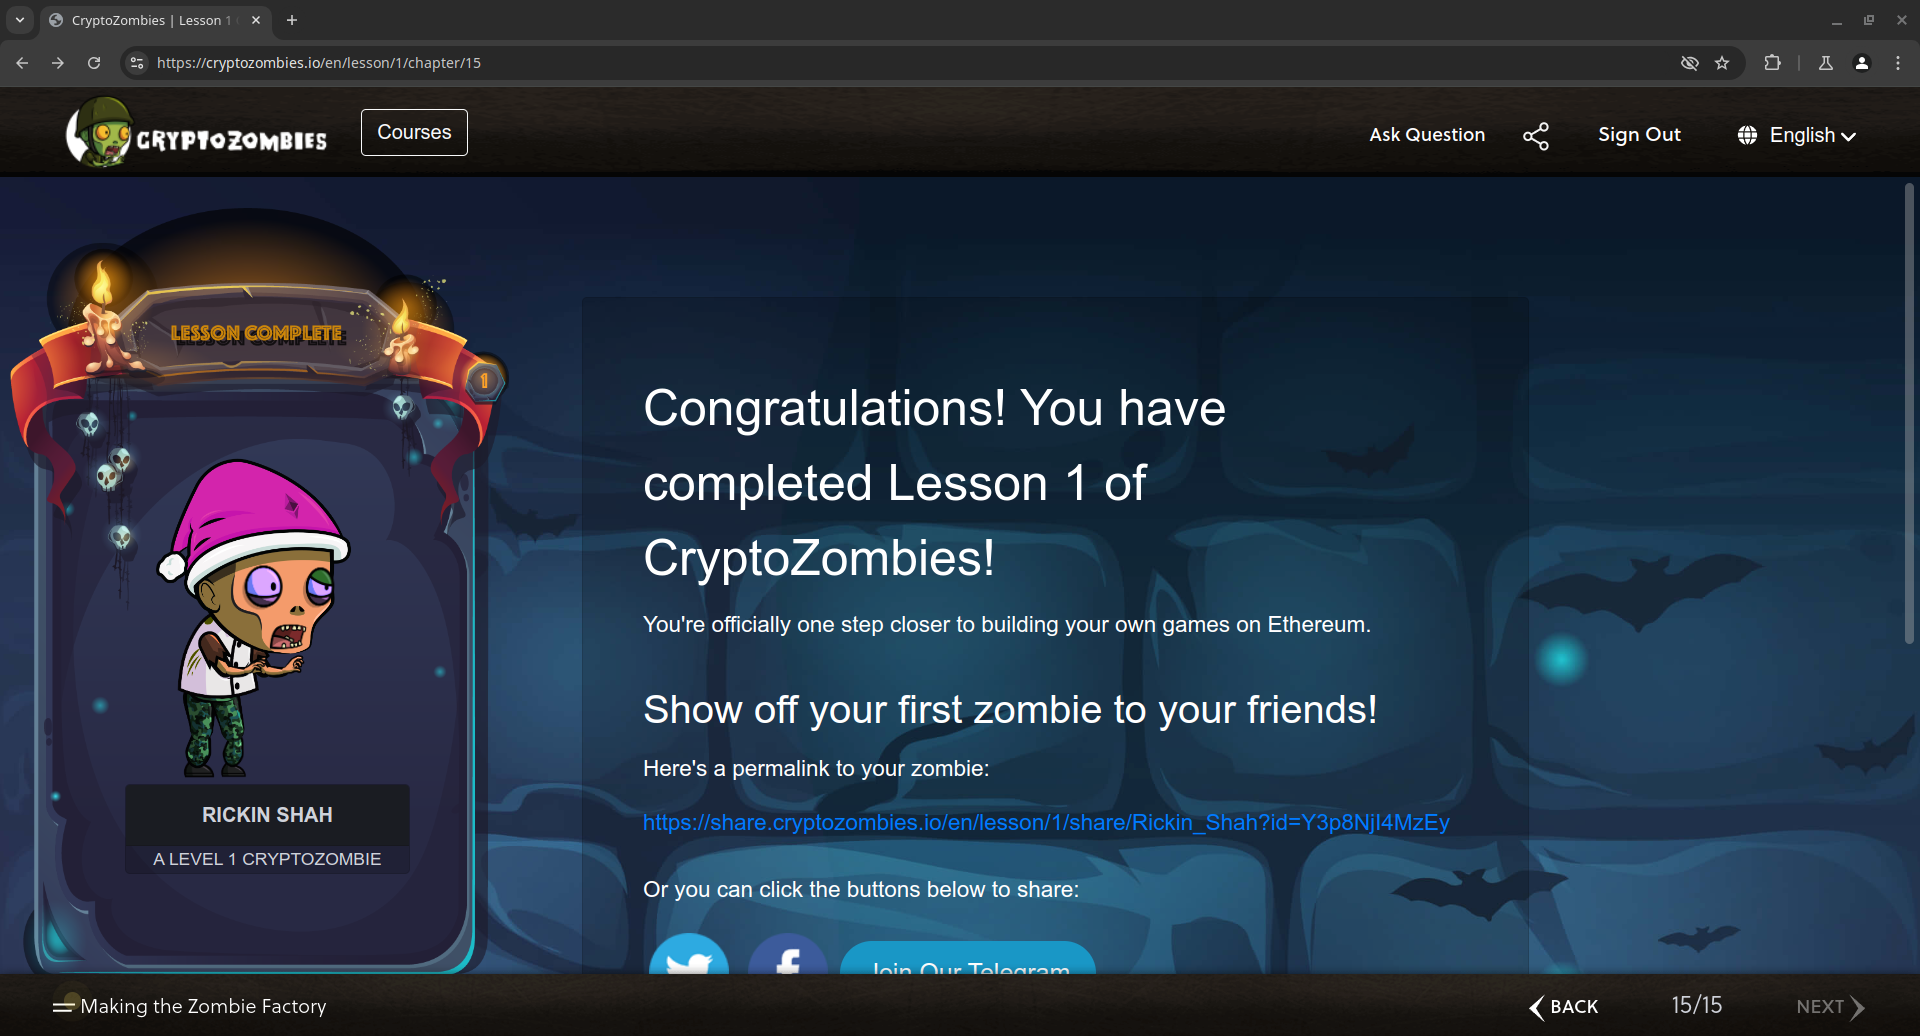 CryptoZombies | Lesson 1
https://cryptozombies.io/en/lesson/1/chapter/15
CRYPTOZOMBIES
Courses
Ask Question
Sign Out
English
LESSON COMPLETE
1
RICKIN SHAH
A LEVEL 1 CRYPTOZOMBIE
Congratulations! You have
completed Lesson 1 of
CryptoZombies!
You're officially one step closer to building your own games on Ethereum.
Show off your first zombie to your friends!
Here's a permalink to your zombie:
https://share.cryptozombies.io/en/lesson/1/share/Rickin_Shah?id=Y3p8NjI4MzEy
Or you can click the buttons below to share:
Join Our Telegram
Making the Zombie Factory
BACK
15/15
NEXT